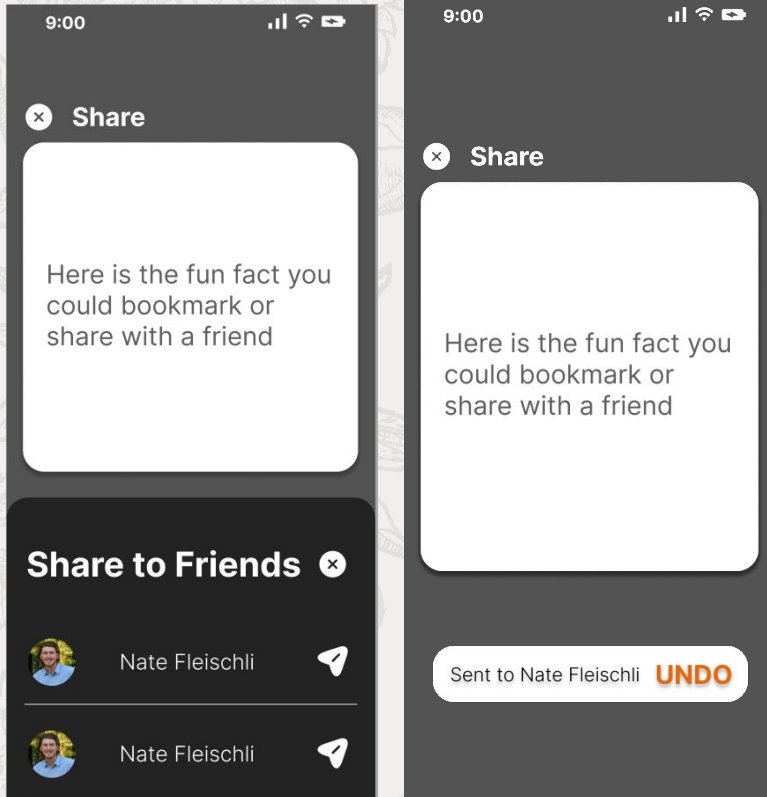 9:00
Share
Here is the fun fact you
could bookmark or
share with a friend
Share to Friends
Nate Fleischli
Nate Fleischli
9:00
Share
Here is the fun fact you
could bookmark or
share with a friend
Sent to Nate Fleischli UNDO